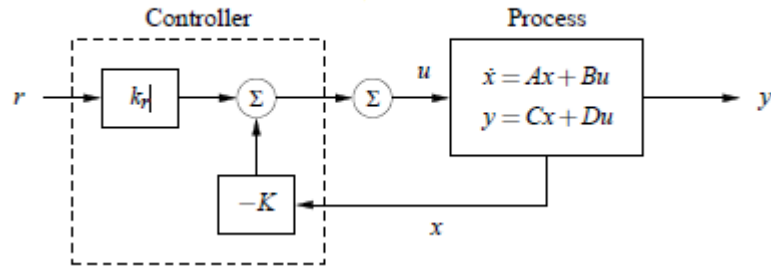 Controller
Process
r
k_r|
Σ
Σ
u
ẋ = Ax + Bu
y = Cx + Du
y
−K
x